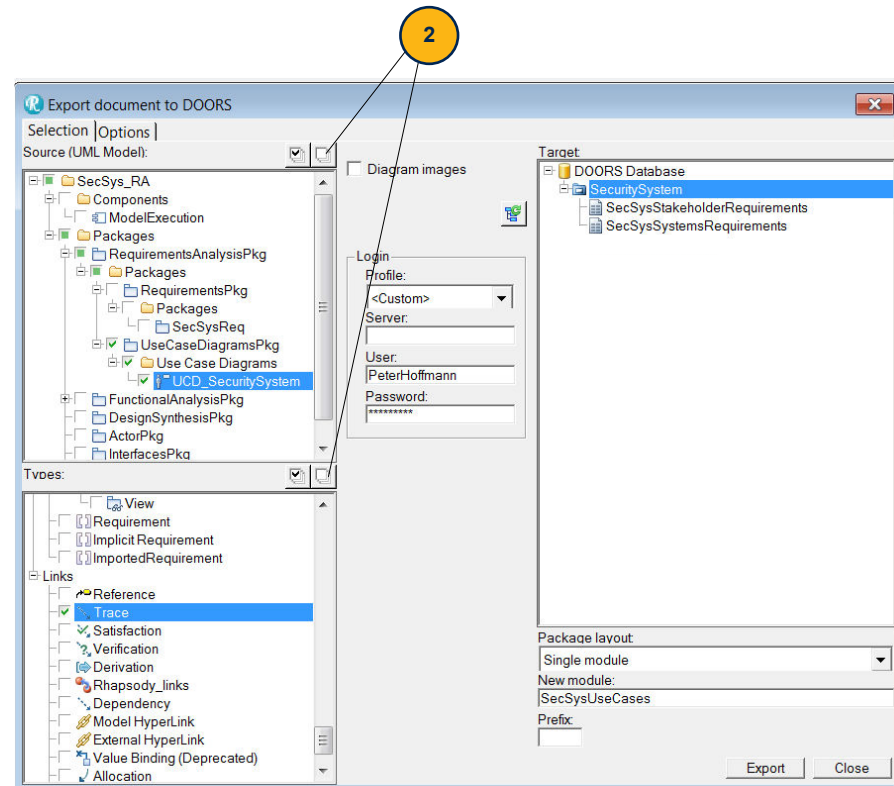 2
Export document to DOORS
Selection Options
Source (UML Model):
SecSys_RA
Components
ModelExecution
Packages
RequirementsAnalysisPkg
Packages
RequirementsPkg
Packages
SecSysReq
UseCaseDiagramsPkg
Use Case Diagrams
UCD_SecuritySystem
FunctionalAnalysisPkg
DesignSynthesisPkg
ActorPkg
InterfacesPkg
Types:
View
Requirement
Implicit Requirement
ImportedRequirement
Links
Reference
Trace
Satisfaction
Verification
Derivation
Rhapsody_links
Dependency
Model HyperLink
External HyperLink
Value Binding (Deprecated)
Allocation
Diagram images
Login
Profile:
<Custom>
Server:
User:
PeterHoffmann
Password:
*********
Target:
DOORS Database
SecuritySystem
SecSysStakeholderRequirements
SecSysSystemsRequirements
Package layout:
Single module
New module:
SecSysUseCases
Prefix:
Export Close